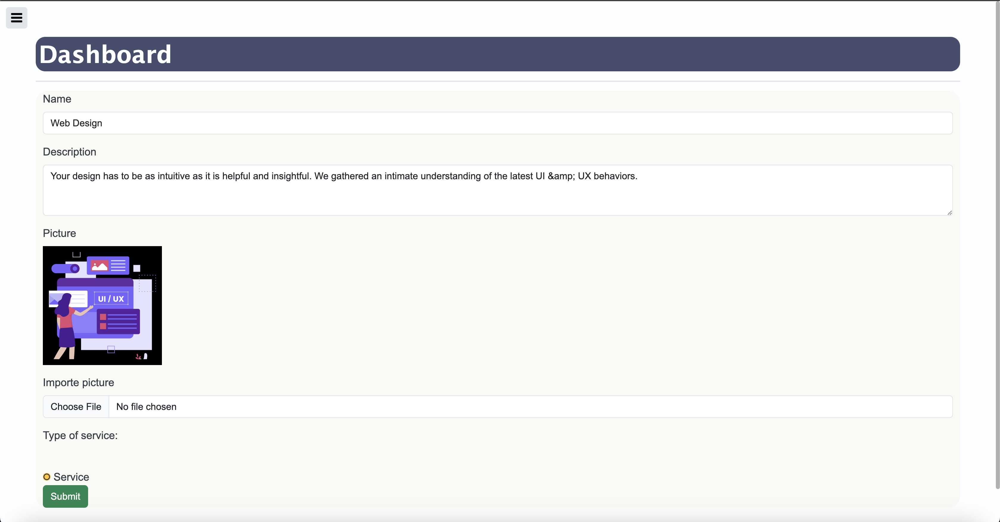 Dashboard
Name
Web Design
Description
Your design has to be as intuitive as it is helpful and insightful. We gathered an intimate understanding of the latest UI &amp; UX behaviors.
Picture
UI / UX
Importe picture
Choose File No file chosen
Type of service:
Service
Submit